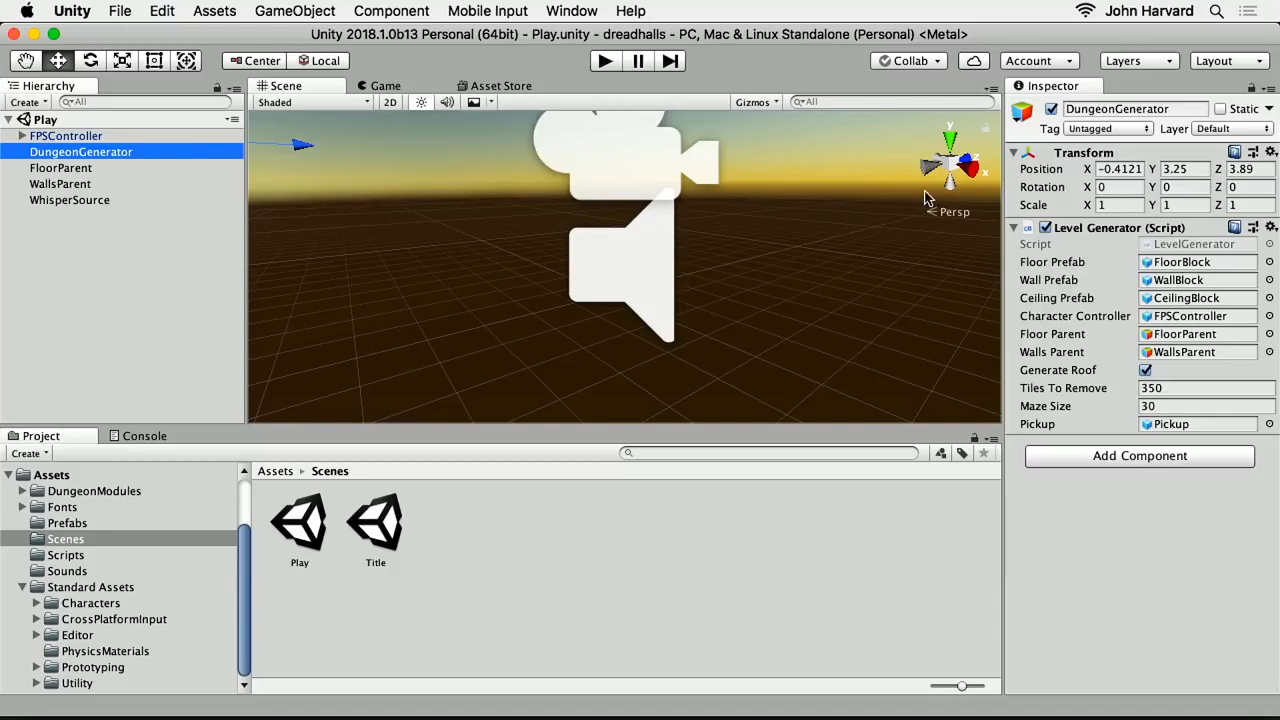 Unity File Edit Assets GameObject Component Mobile Input Window Help John Harvard
Unity 2018.1.0b13 Personal (64bit) - Play.unity - dreadhalls - PC, Mac & Linux Standalone (Personal) <Metal>
Center Local Collab Account Layers Layout
Hierarchy
Create All
Play
FPSController
DungeonGenerator
FloorParent
WallsParent
WhisperSource
Scene Game Asset Store
Shaded 2D Gizmos All
y
z
x
Persp
Inspector
DungeonGenerator Static
Tag Untagged Layer Default
Transform
Position X -0.4121 Y 3.25 Z 3.89
Rotation X 0 Y 0 Z 0
Scale X 1 Y 1 Z 1
Level Generator (Script)
Script LevelGenerator
Floor Prefab FloorBlock
Wall Prefab WallBlock
Ceiling Prefab CeilingBlock
Character Controller FPSController
Floor Parent FloorParent
Walls Parent WallsParent
Generate Roof
Tiles To Remove 350
Maze Size 30
Pickup Pickup
Add Component
Project Console
Create
Assets
DungeonModules
Fonts
Prefabs
Scenes
Scripts
Sounds
Standard Assets
Characters
CrossPlatformInput
Editor
PhysicsMaterials
Prototyping
Utility
Assets Scenes
Play Title